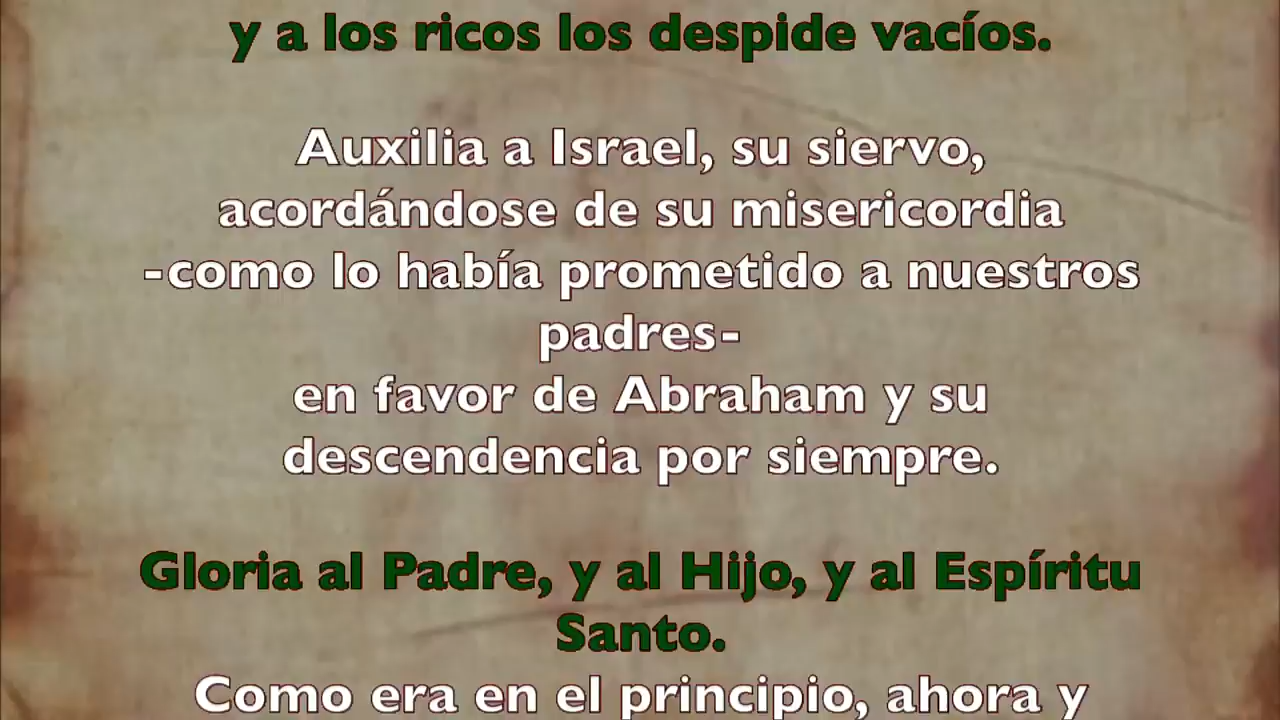 y a los ricos los despide vacíos.
Auxilia a Israel, su siervo,
acordándose de su misericordia
-como lo había prometido a nuestros
padres-
en favor de Abraham y su
descendencia por siempre.
Gloria al Padre, y al Hijo, y al Espíritu
Santo.
Como era en el principio, ahora y